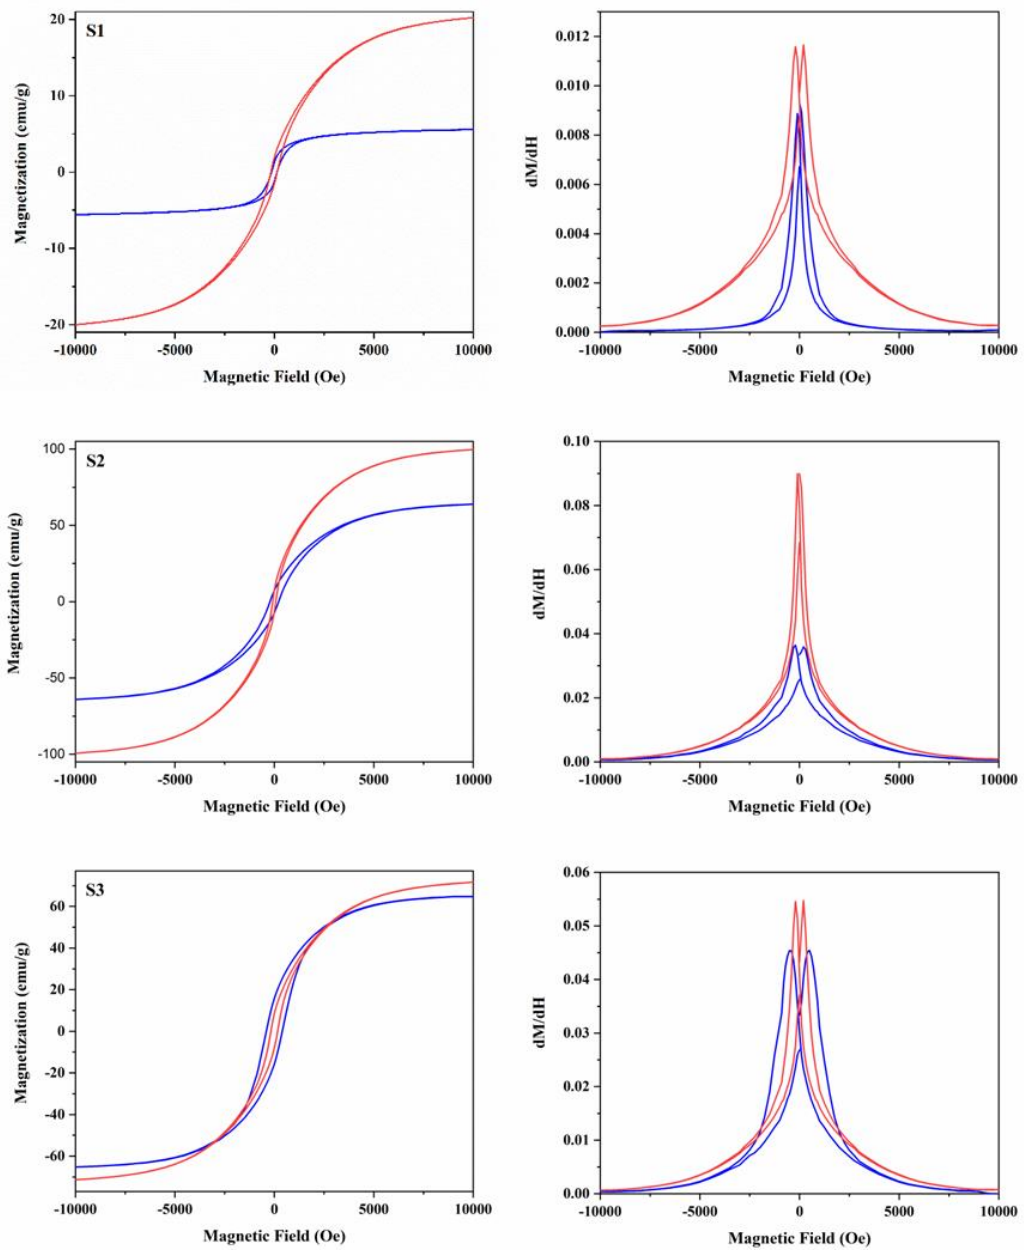 S1
Magnetization (emu/g)
20
10
0
-10
-20
-10000 -5000 0 5000 10000
Magnetic Field (Oe)
dM/dH
0.012
0.010
0.008
0.006
0.004
0.002
0.000
-10000 -5000 0 5000 10000
Magnetic Field (Oe)
S2
Magnetization (emu/g)
100
50
0
-50
-100
-10000 -5000 0 5000 10000
Magnetic Field (Oe)
dM/dH
0.10
0.08
0.06
0.04
0.02
0.00
-10000 -5000 0 5000 10000
Magnetic Field (Oe)
S3
Magnetization (emu/g)
60
40
20
0
-20
-40
-60
-10000 -5000 0 5000 10000
Magnetic Field (Oe)
dM/dH
0.06
0.05
0.04
0.03
0.02
0.01
0.00
-10000 -5000 0 5000 10000
Magnetic Field (Oe)